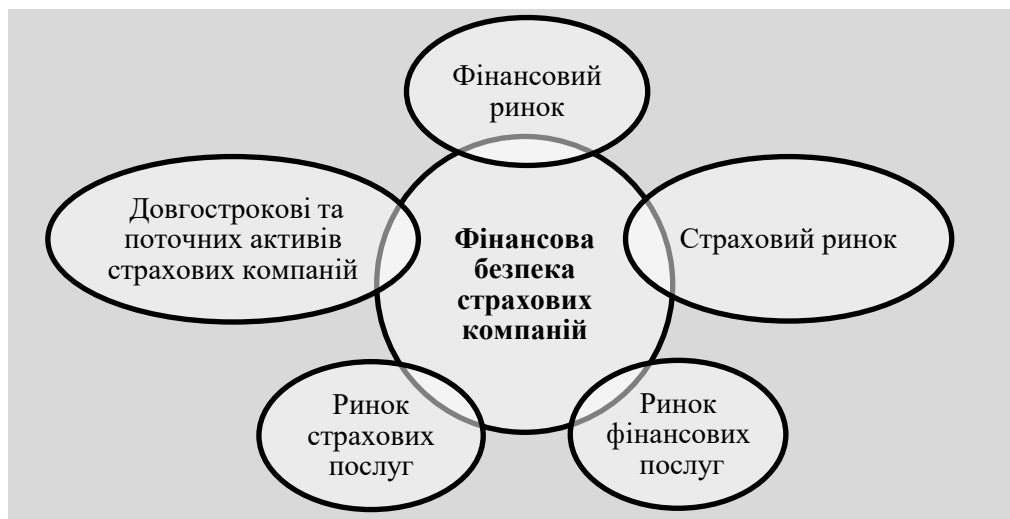 Фінансовий
ринок
Довгострокові та
поточних активів
страхових компаній
Фінансова
безпека
страхових
компаній
Страховий ринок
Ринок
страхових
послуг
Ринок
фінансових
послуг